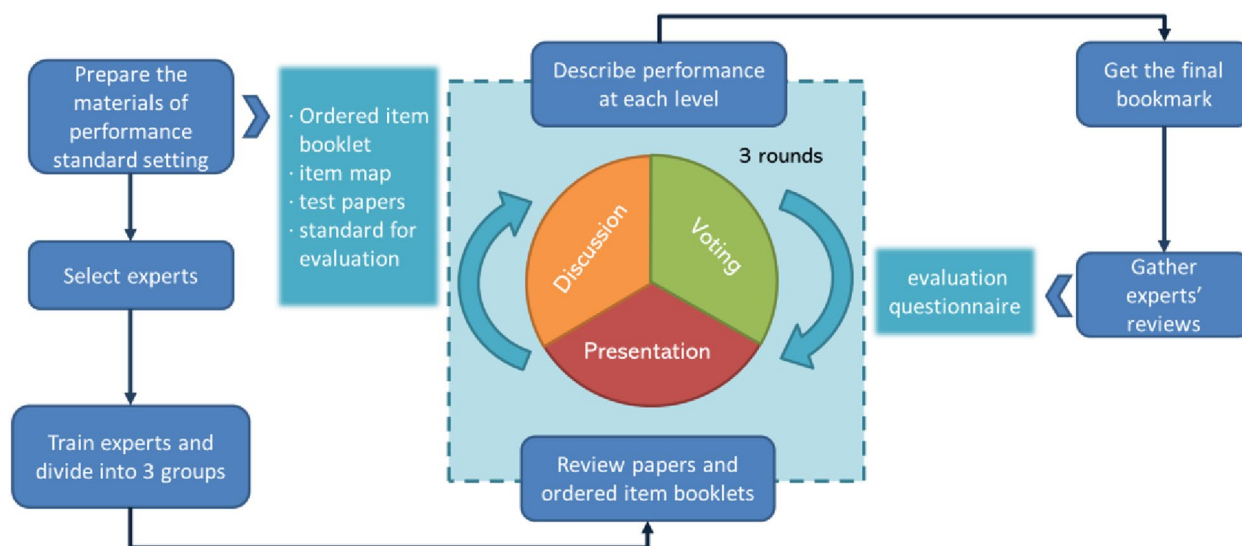 Prepare the
materials of
performance
standard setting
· Ordered item
booklet
· item map
· test papers
· standard for
evaluation
Select experts
Train experts and
divide into 3 groups
Describe performance
at each level
3 rounds
Discussion
Voting
Presentation
Review papers and
ordered item booklets
Get the final
bookmark
evaluation
questionnaire
Gather
experts’
reviews